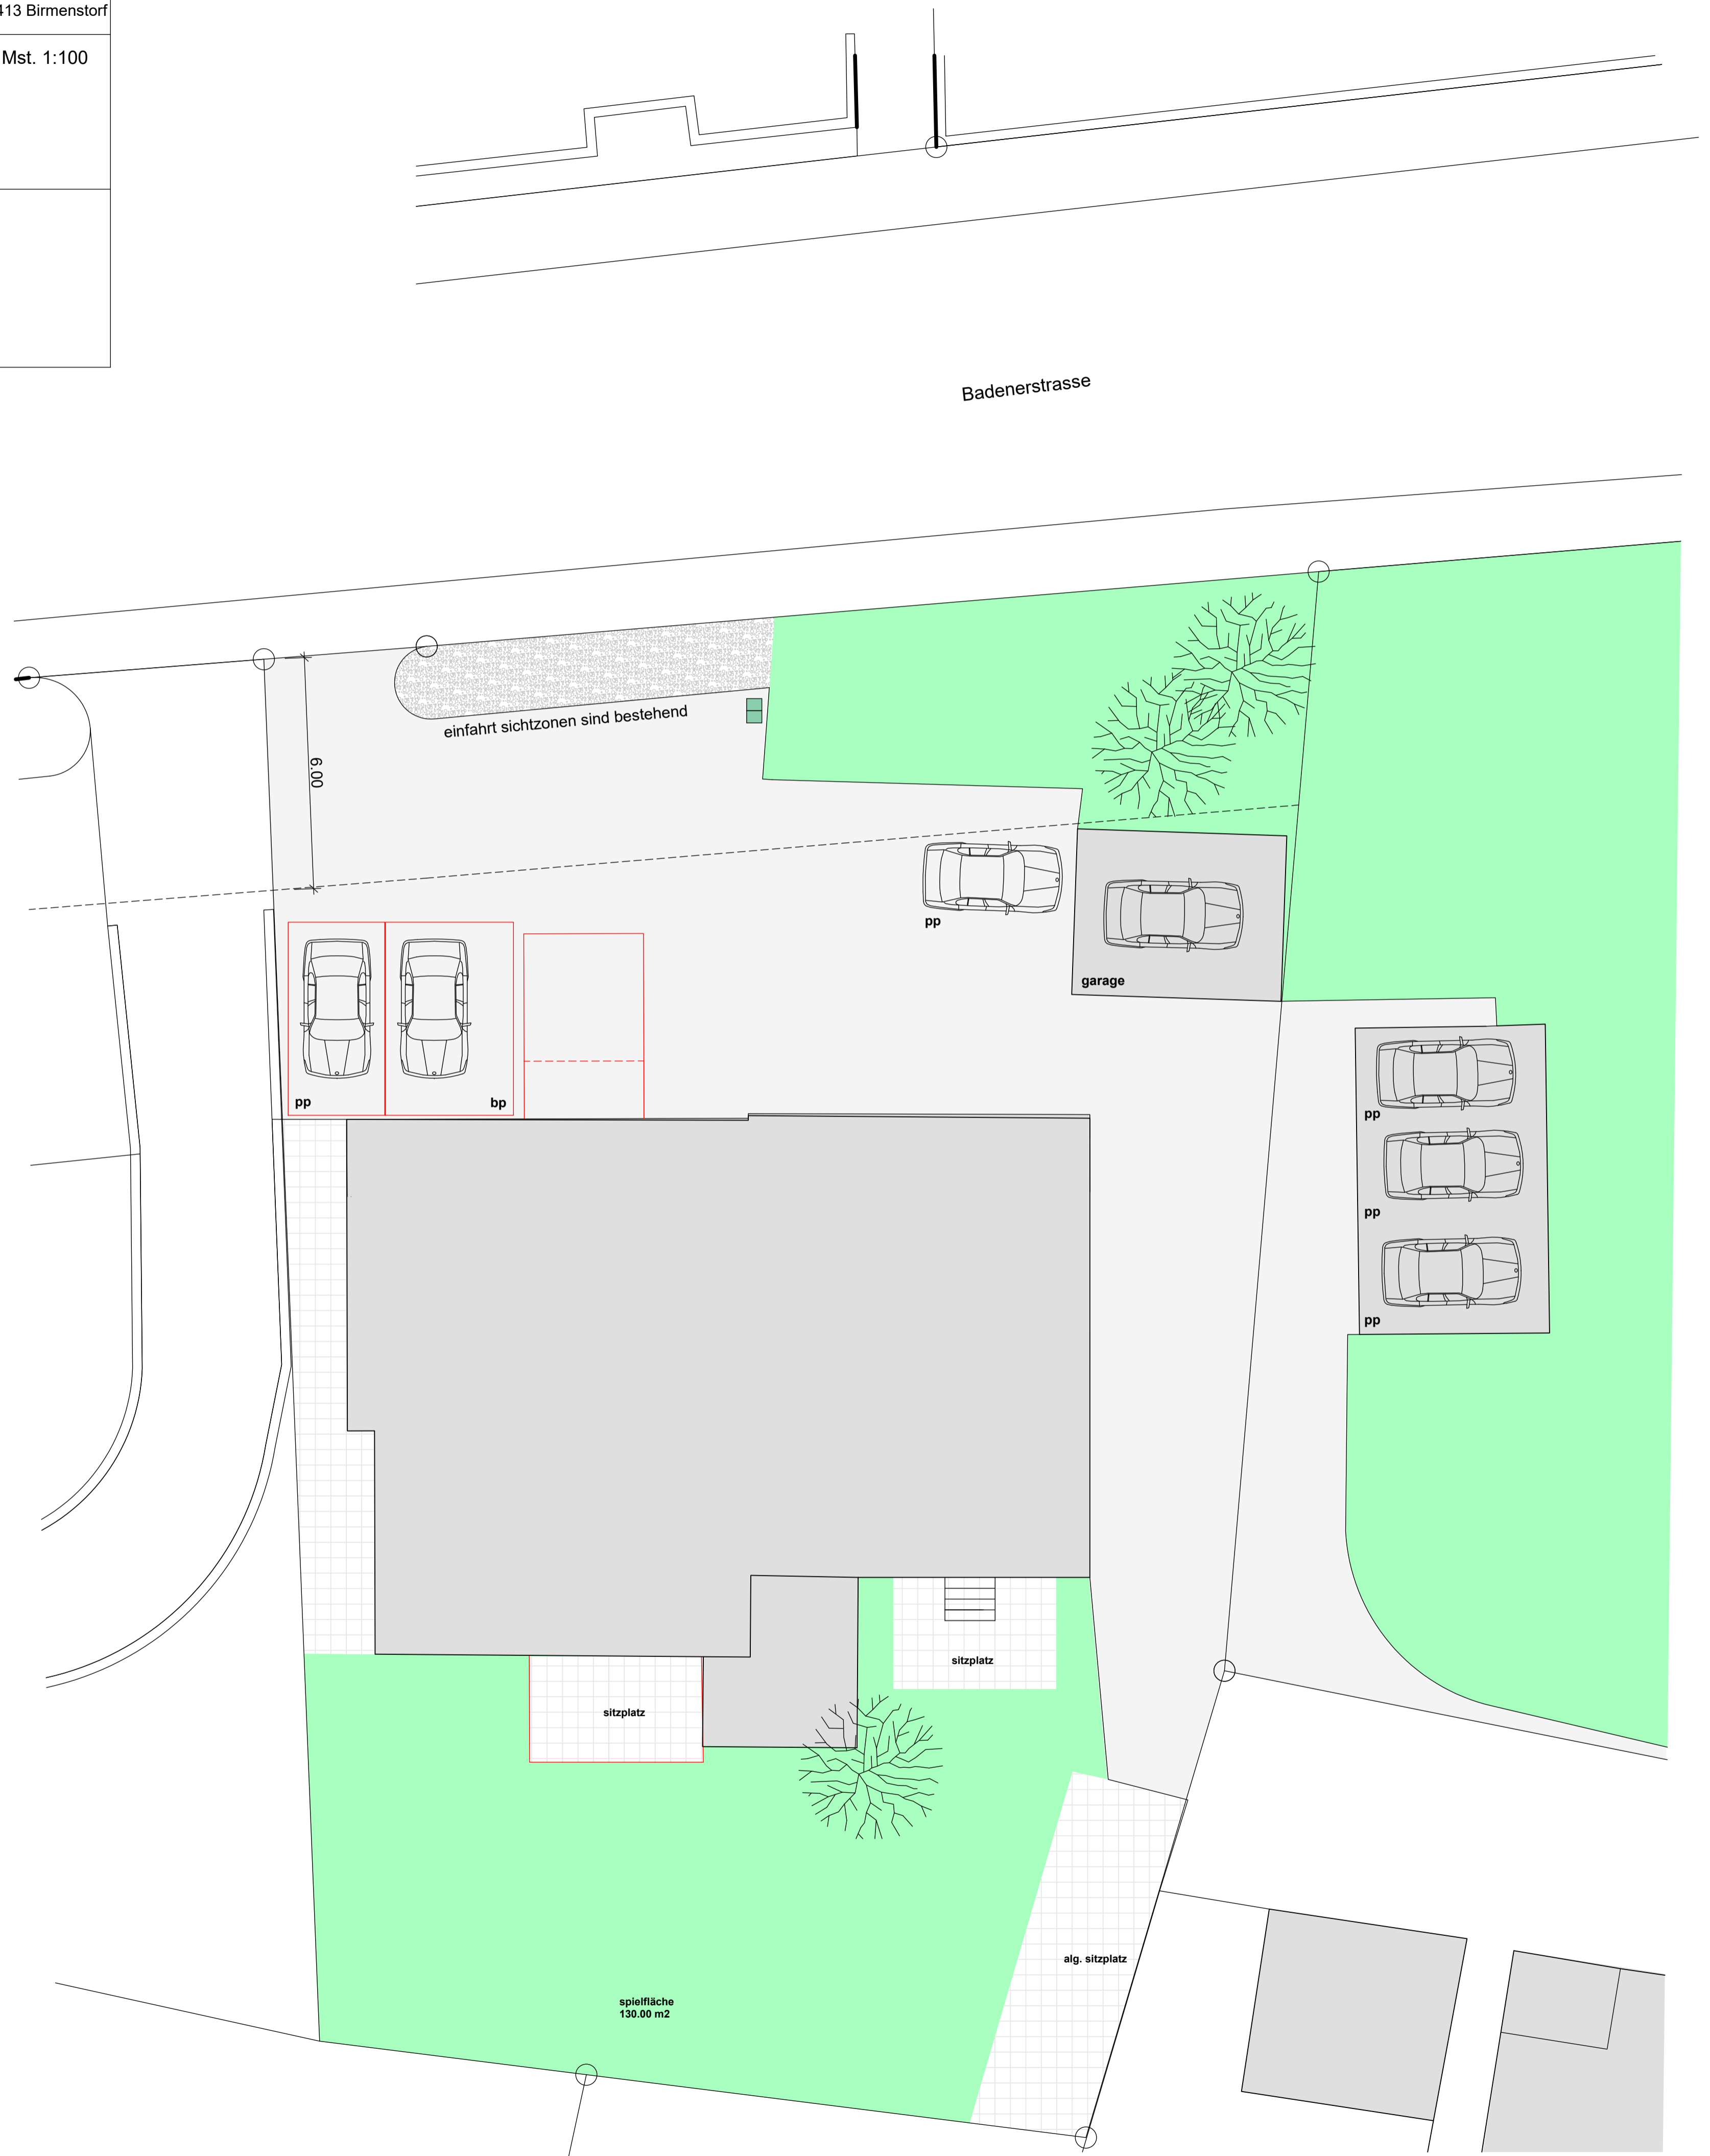 413 Birmenstorf
Mst. 1:100
Badenerstrasse
einfahrt sichtzonen sind bestehend
6.00
pp
garage
pp
bp
pp
pp
pp
sitzplatz
sitzplatz
alg. sitzplatz
spielfläche
130.00 m2